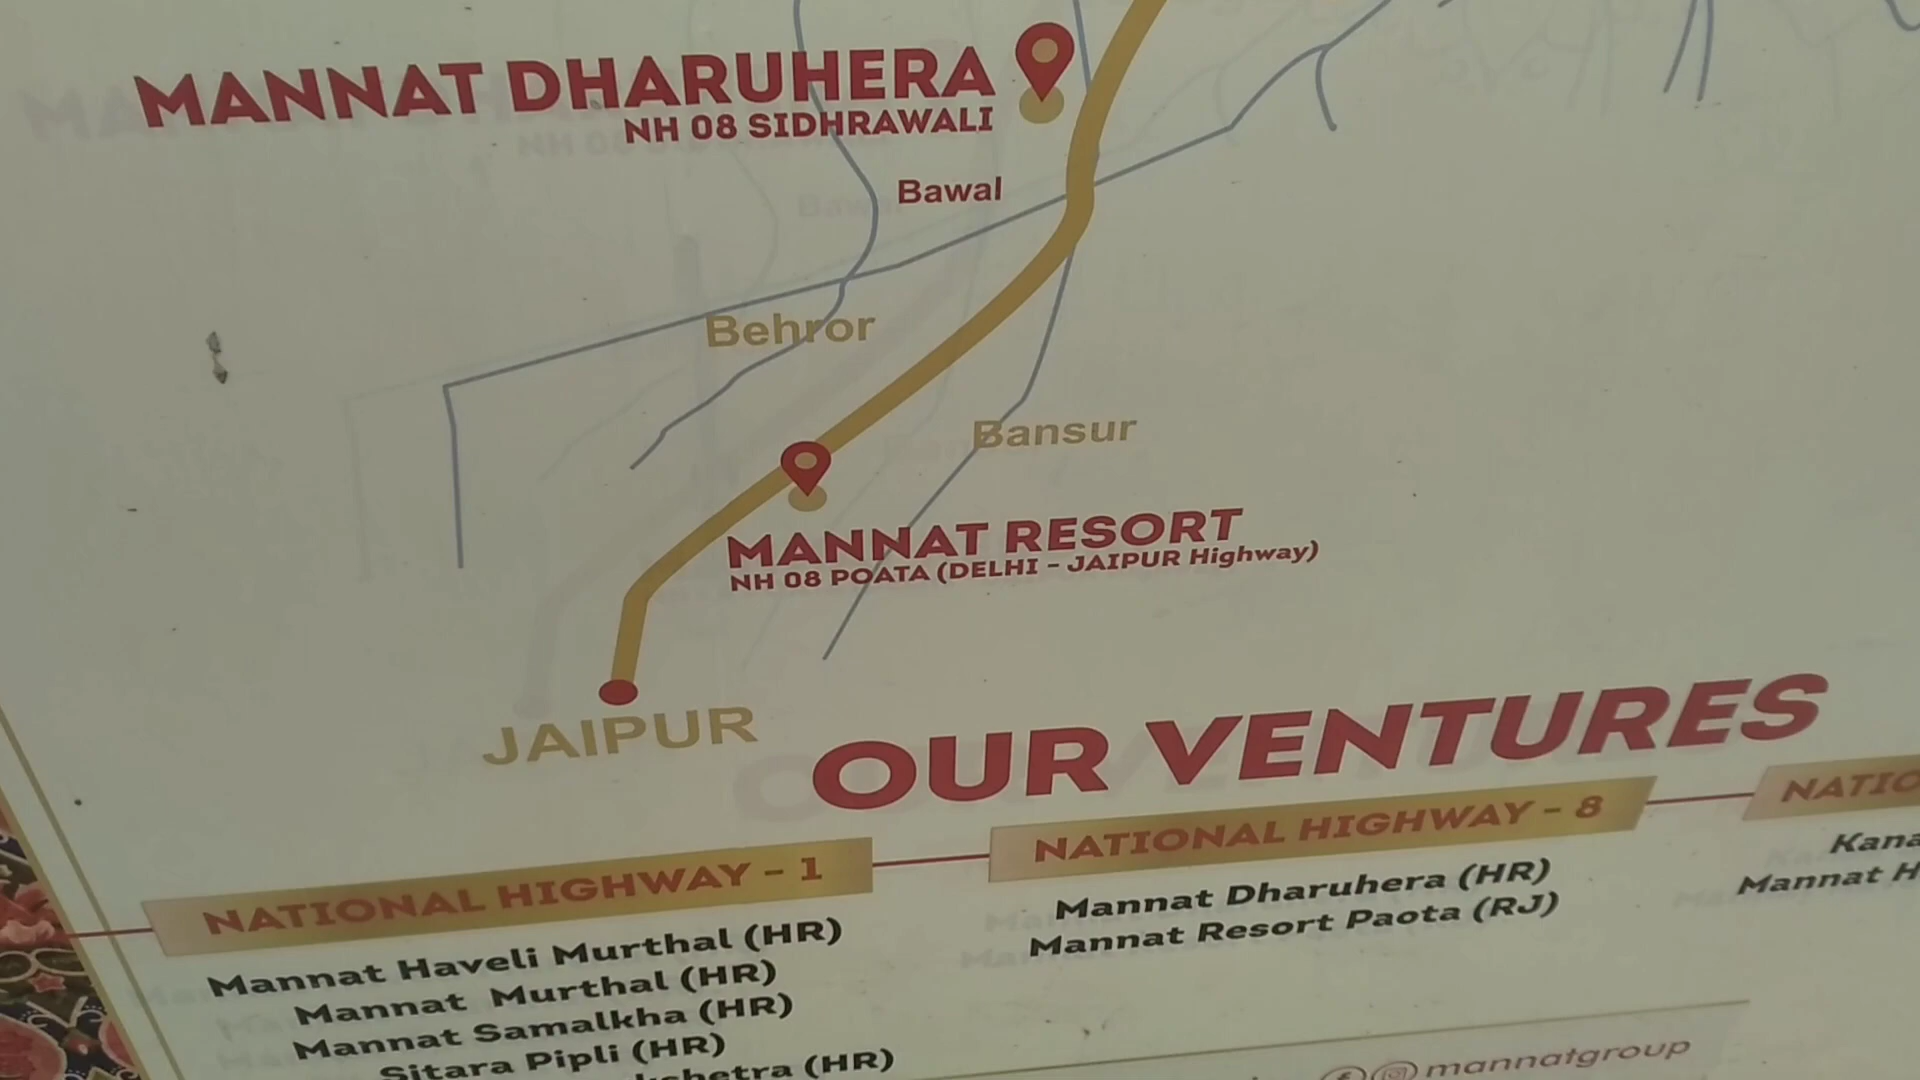 MANNAT DHARUHERA
NH 08 SIDHRAWALI
Bawal
Behror
Bansur
MANNAT RESORT
NH 08 POATA (DELHI - JAIPUR Highway)
JAIPUR
OUR VENTURES
NATIONAL HIGHWAY - 1
Mannat Haveli Murthal (HR)
Mannat Murthal (HR)
Mannat Samalkha (HR)
Sitara Pipli (HR)
(HR)
NATIONAL HIGHWAY - 8
Mannat Dharuhera (HR)
Mannat Resort Paota (RJ)
Mannat
mannatgroup